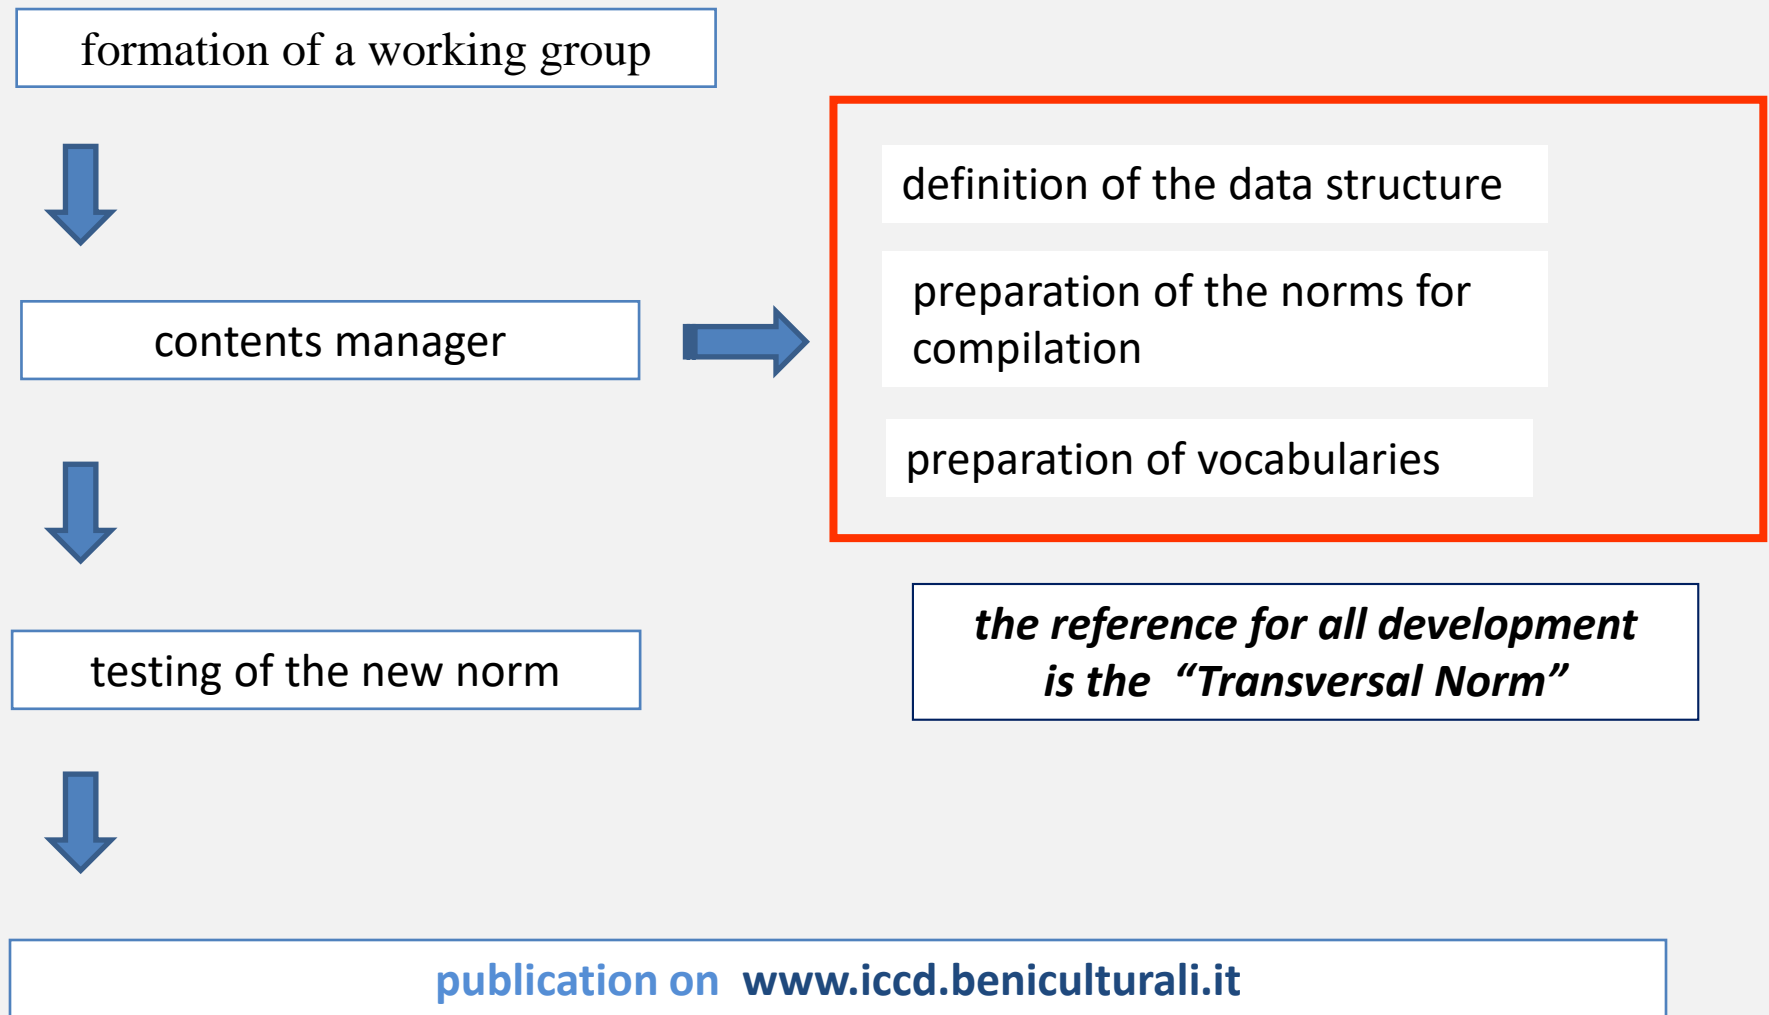 formation of a working group
contents manager
definition of the data structure
preparation of the norms for
compilation
preparation of vocabularies
testing of the new norm
the reference for all development
is the “Transversal Norm”
publication on www.iccd.beniculturali.it